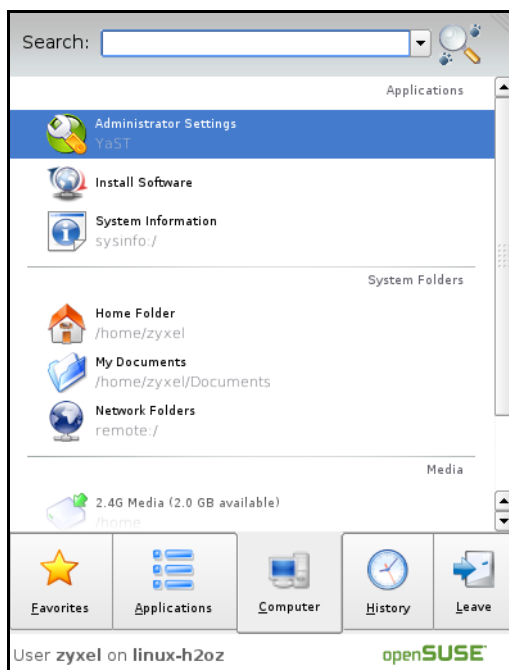 Search:
Applications
Administrator Settings
YaST
Install Software
System Information
sysinfo:/
System Folders
Home Folder
/home/zyxel
My Documents
/home/zyxel/Documents
Network Folders
remote:/
Media
2.4G Media (2.0 GB available)
/home
Favorites
Applications
Computer
History
Leave
User zyxel on linux-h2oz
openSUSE